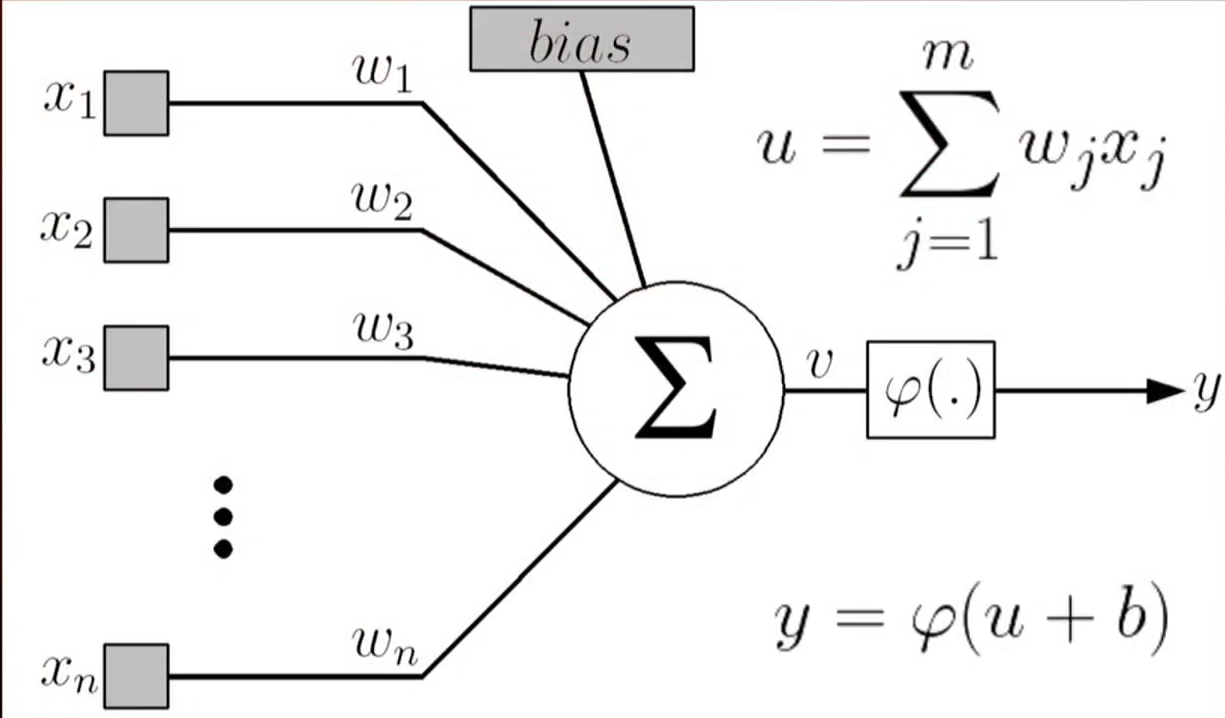 bias
x₁
w₁
x₂
w₂
x₃
w₃
xₙ
wₙ
Σ
v
φ(.)
y
u = ∑_{j=1}^{m} wⱼxⱼ
y = φ(u + b)